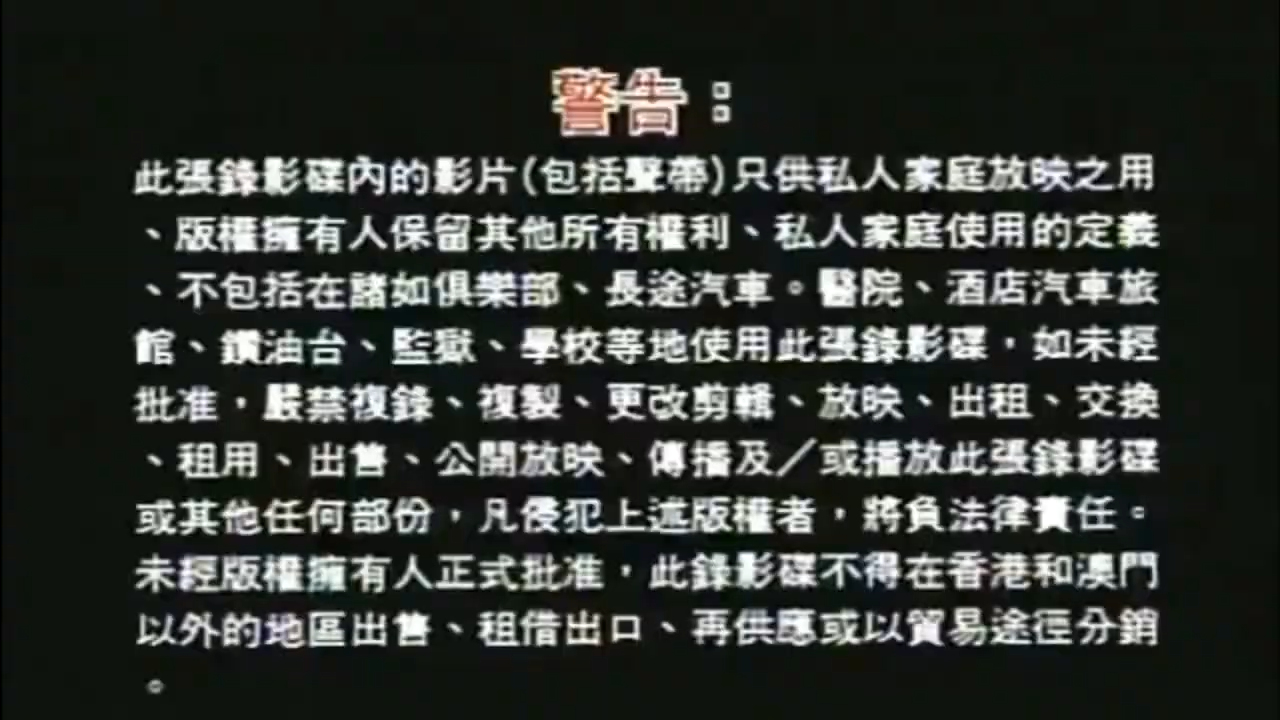 警告：
此張錄影碟內的影片(包括聲帶)只供私人家庭放映之用
、版權擁有人保留其他所有權利、私人家庭使用的定義
、不包括在諸如俱樂部、長途汽車。醫院、酒店汽車旅
館、鑽油台、監獄、學校等地使用此張錄影碟，如未經
批准，嚴禁複錄、複製、更改剪輯、放映、出租、交換
、租用、出售、公開放映、傳播及／或播放此張錄影碟
或其他任何部份，凡侵犯上述版權者，將負法律責任。
未經版權擁有人正式批准，此錄影碟不得在香港和澳門
以外的地區出售、租借出口、再供應或以貿易途徑分銷
。